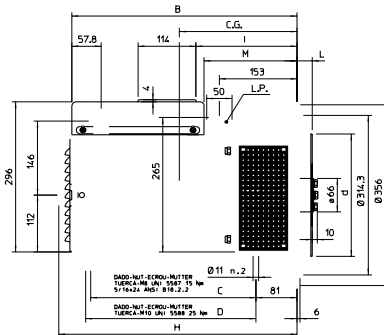 B
C.G.
57.8
114
I
M
L
153
4
50
L.P.
296
146
112
265
10
Ø66
d
Ø314.3
Ø356
10
Ø11 n.2
DADO-NUT-ECROU-MUTTER
TUERCA-M8 UNI 5587 15 Nm
5/16x24 ANSI B18.2.2
C
81
DADO-NUT-ECROU-MUTTER
TUERCA-M10 UNI 5588 25 Nm
D
6
H